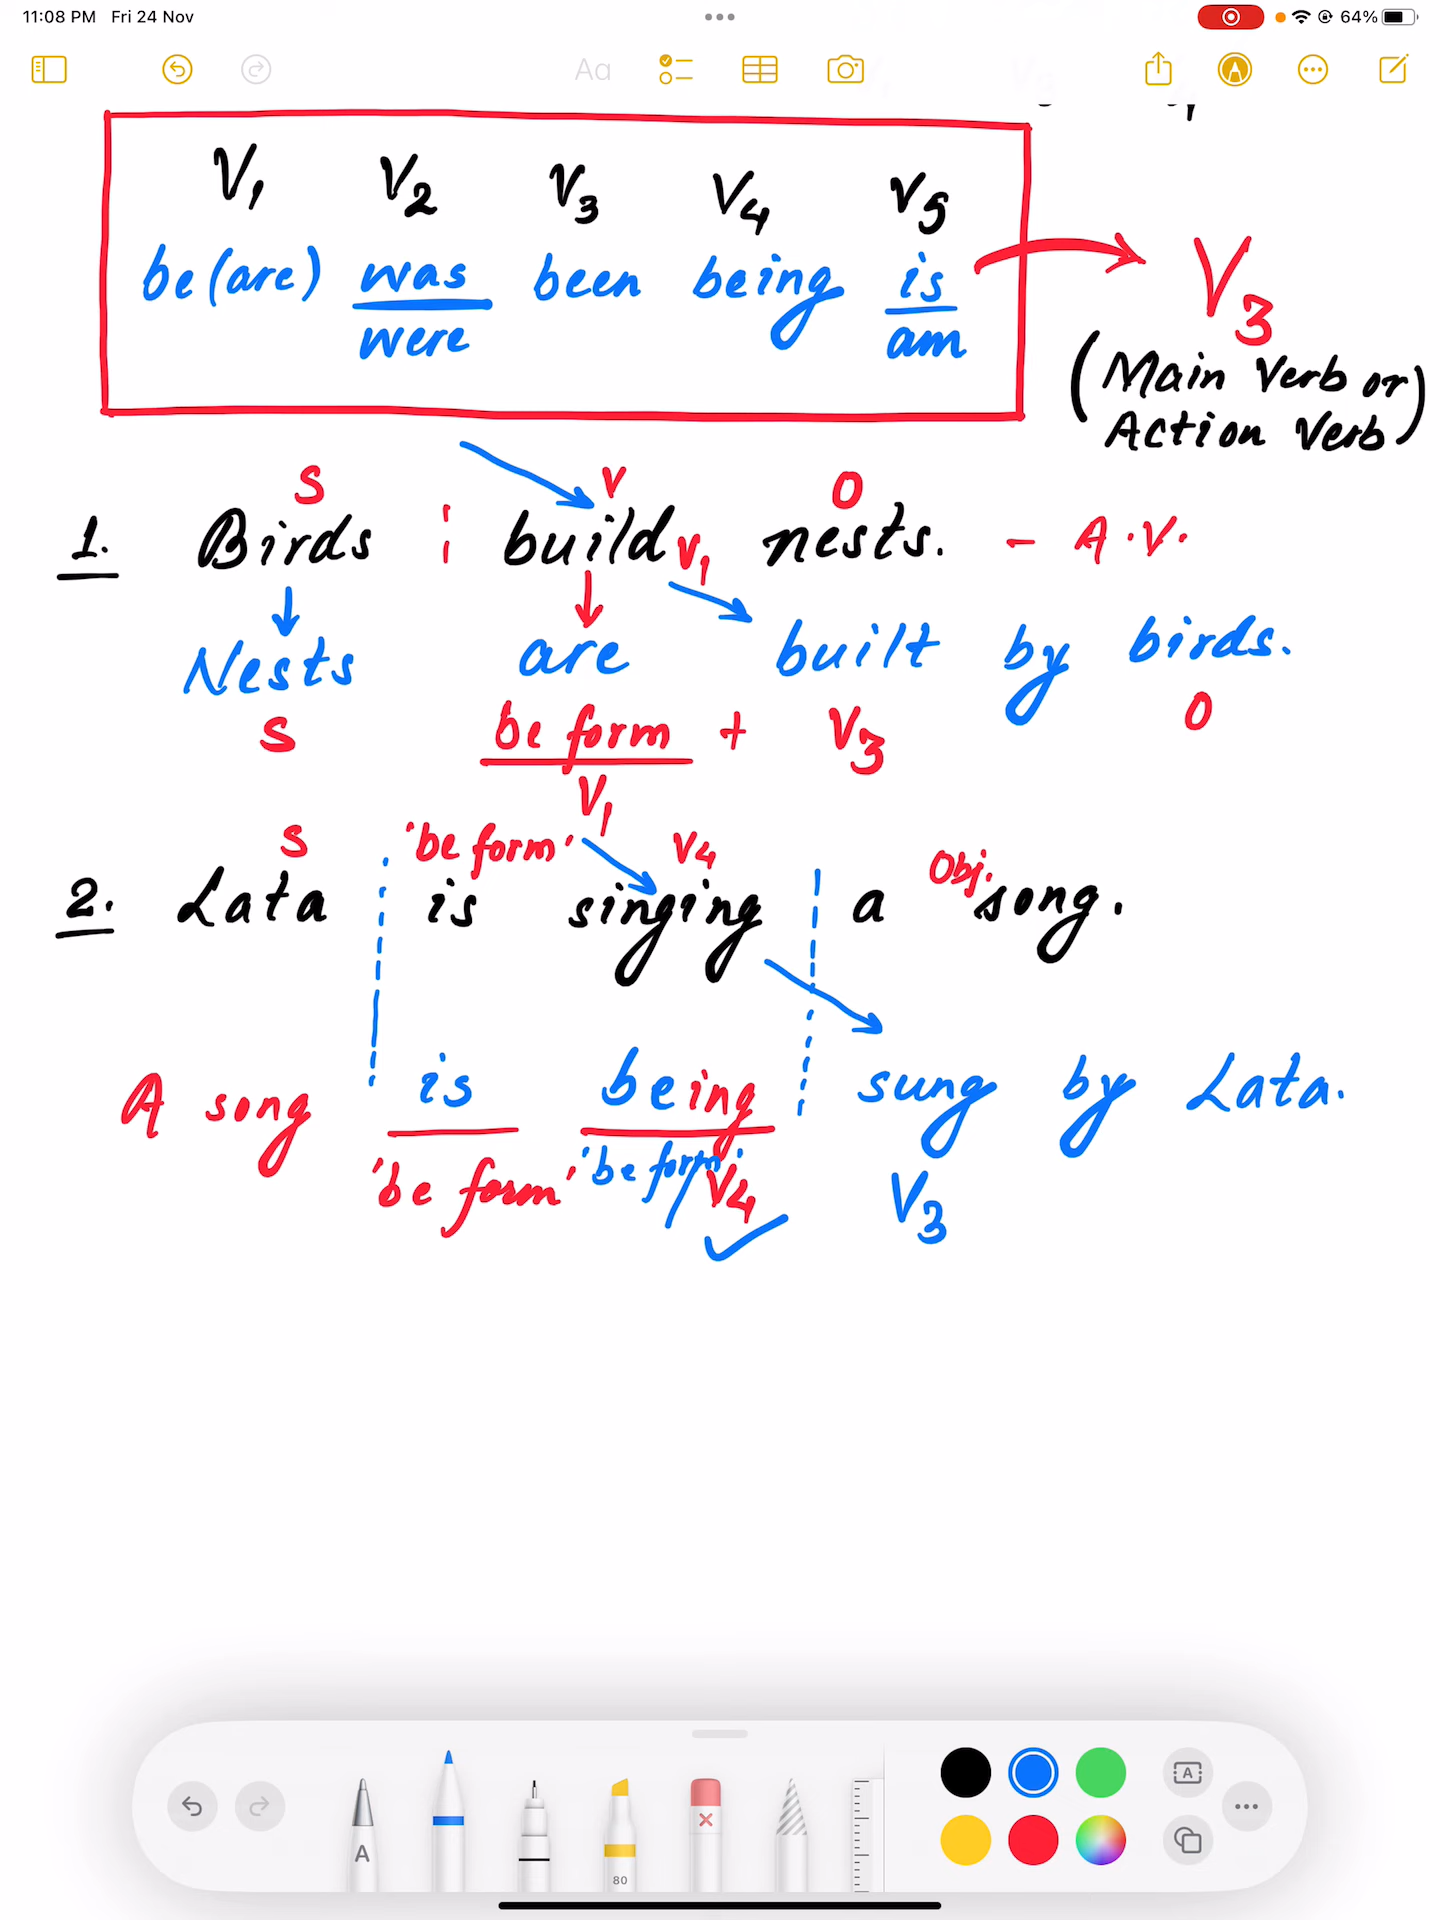 11:08 PM Fri 24 Nov
64%
Aa
V1 V2 V3 V4 V5
be (are) was been being is
were am
V3
(Main Verb or
Action Verb)
S V O
1. Birds build V1 nests. - A.V.
Nests are built by birds.
S be form + V3 O
V1
S 'be form' V4 Obj.
2. Lata is singing a song.
A song is being sung by Lata.
'be form' 'be form' V4 V3
A
80
A